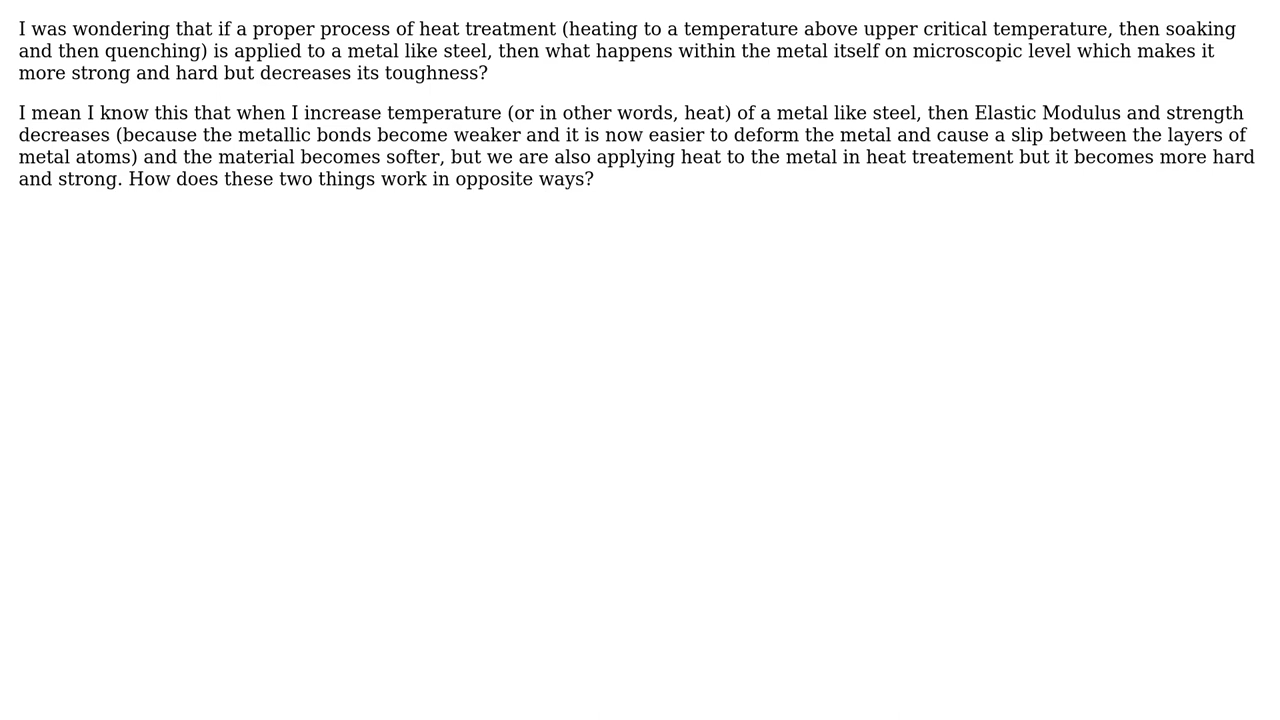 I was wondering that if a proper process of heat treatment (heating to a temperature above upper critical temperature, then soaking
and then quenching) is applied to a metal like steel, then what happens within the metal itself on microscopic level which makes it
more strong and hard but decreases its toughness?
I mean I know this that when I increase temperature (or in other words, heat) of a metal like steel, then Elastic Modulus and strength
decreases (because the metallic bonds become weaker and it is now easier to deform the metal and cause a slip between the layers of
metal atoms) and the material becomes softer, but we are also applying heat to the metal in heat treatement but it becomes more hard
and strong. How does these two things work in opposite ways?